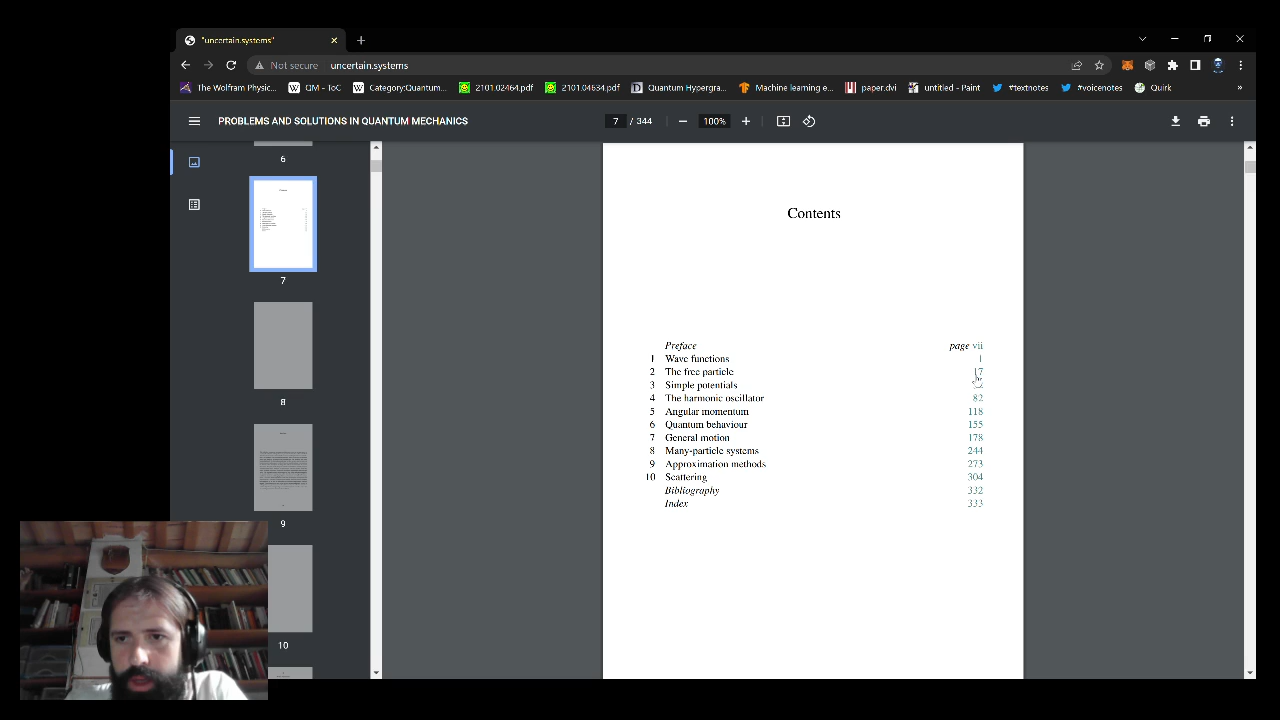 "uncertain.systems"
Not secure uncertain.systems
The Wolfram Physic... QM - IoC Category:Quantum... 2101.02464.pdf 2101.04634.pdf Quantum Hypergra... Machine learning e... paper.dvi untitled - Paint #textnotes #voicenotes Quirk »
PROBLEMS AND SOLUTIONS IN QUANTUM MECHANICS 7 / 344 100%
6
7
8
9
10
Contents
Preface page vii
1 Wave functions 1
2 The free particle 17
3 Simple potentials
4 The harmonic oscillator 82
5 Angular momentum 118
6 Quantum behaviour 155
7 General motion 178
8 Many-particle systems 244
9 Approximation methods 273
10 Scattering 304
Bibliography 332
Index 333